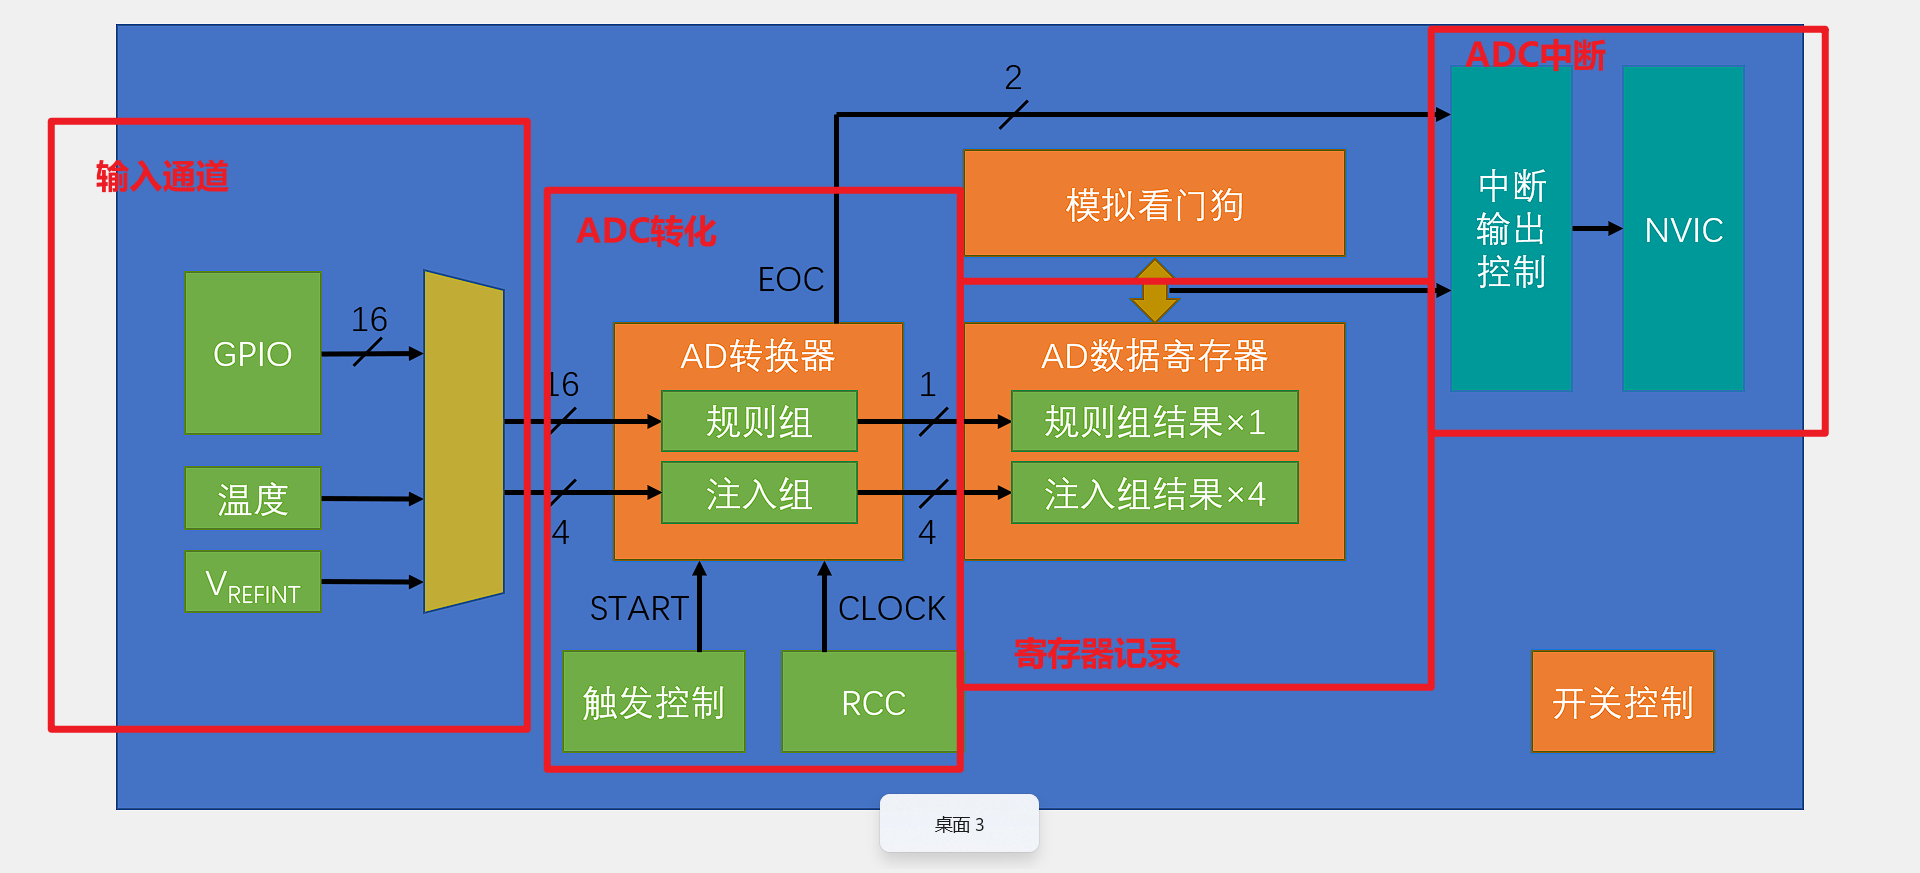 ADC中断
2
输入通道
模拟看门狗
中断
输出
控制
NVIC
ADC转化
EOC
GPIO
16
AD转换器
AD数据寄存器
16
1
规则组
规则组结果×1
温度
注入组
注入组结果×4
4
4
VREFINT
START
CLOCK
寄存器记录
触发控制
RCC
开关控制
桌面 3